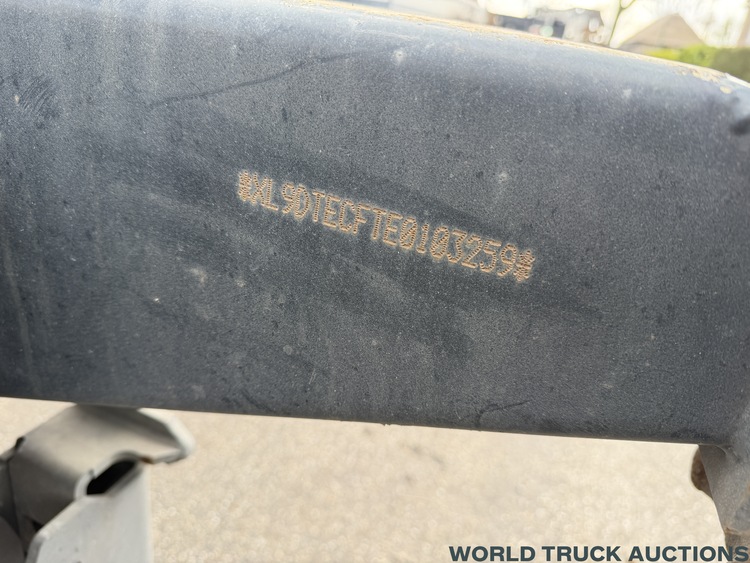 *XL9DTECFTE0103259*
WORLD TRUCK AUCTIONS